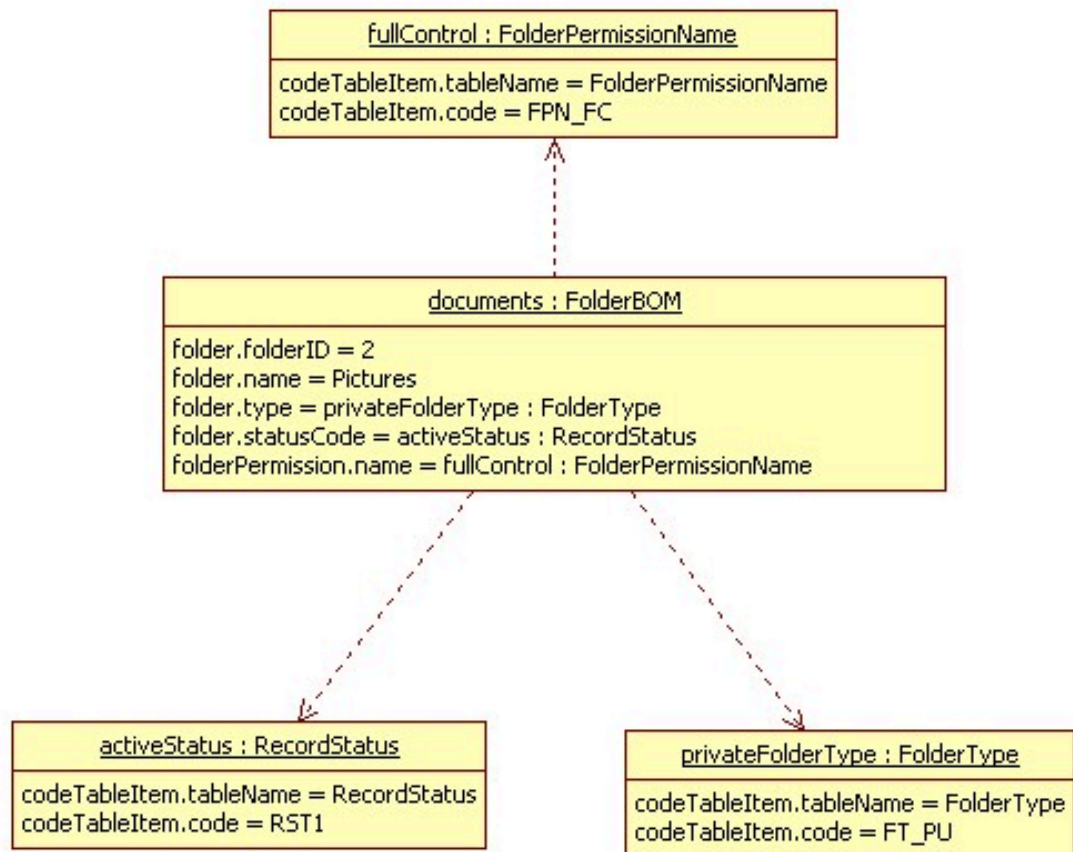 fullControl : FolderPermissionName
codeTableItem.tableName = FolderPermissionName
codeTableItem.code = FPN_FC
documents : FolderBOM
folder.folderID = 2
folder.name = Pictures
folder.type = privateFolderType : FolderType
folder.statusCode = activeStatus : RecordStatus
folderPermission.name = fullControl : FolderPermissionName
activeStatus : RecordStatus
codeTableItem.tableName = RecordStatus
codeTableItem.code = RST1
privateFolderType : FolderType
codeTableItem.tableName = FolderType
codeTableItem.code = FT_PU